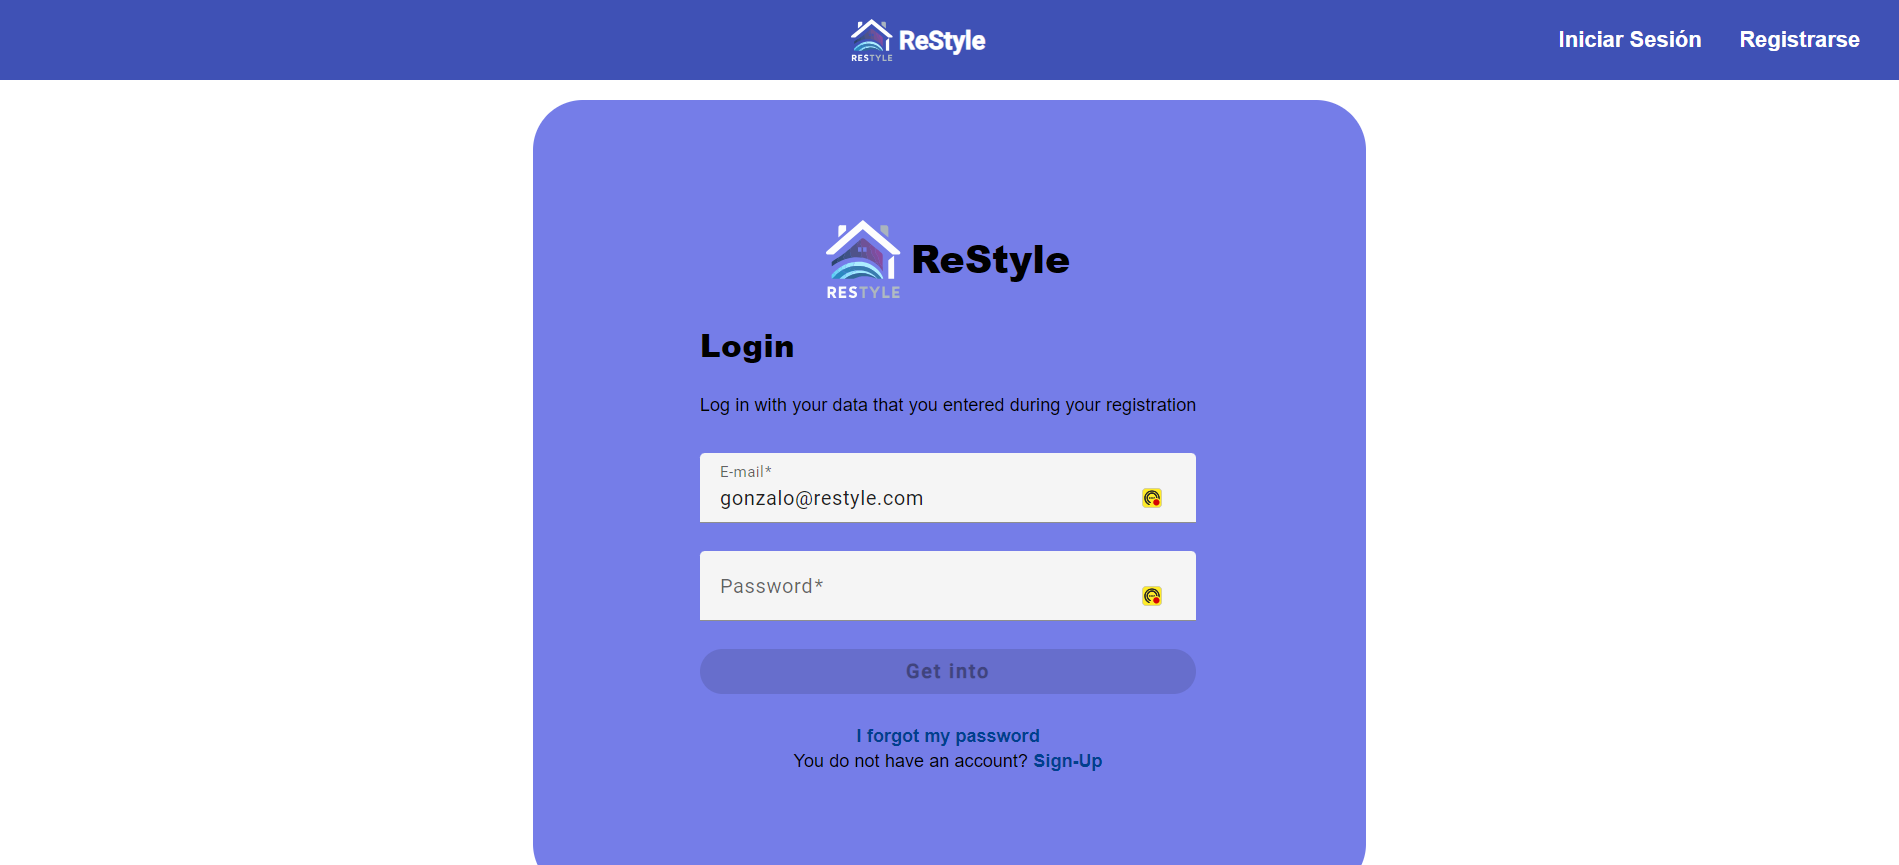 RESTYLE
ReStyle
Iniciar Sesión
Registrarse
RESTYLE
ReStyle
Login
Log in with your data that you entered during your registration
E-mail*
gonzalo@restyle.com
Password*
Get into
I forgot my password
You do not have an account? Sign-Up